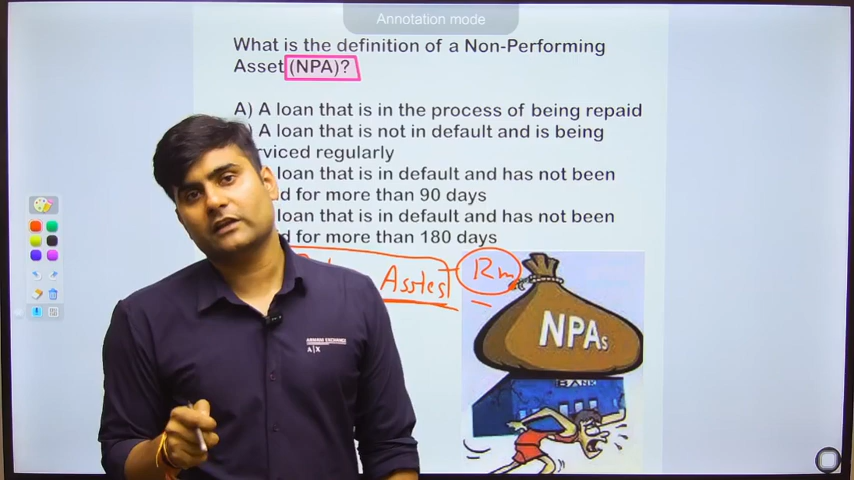 Annotation mode
What is the definition of a Non-Performing
Asset (NPA)?
A) A loan that is in the process of being repaid
) A loan that is not in default and is being
rviced regularly
loan that is in default and has not been
d for more than 90 days
loan that is in default and has not been
d for more than 180 days
Asstes 12 m
NPAs
BANK
ADDA247 EXCHANGE
A|X